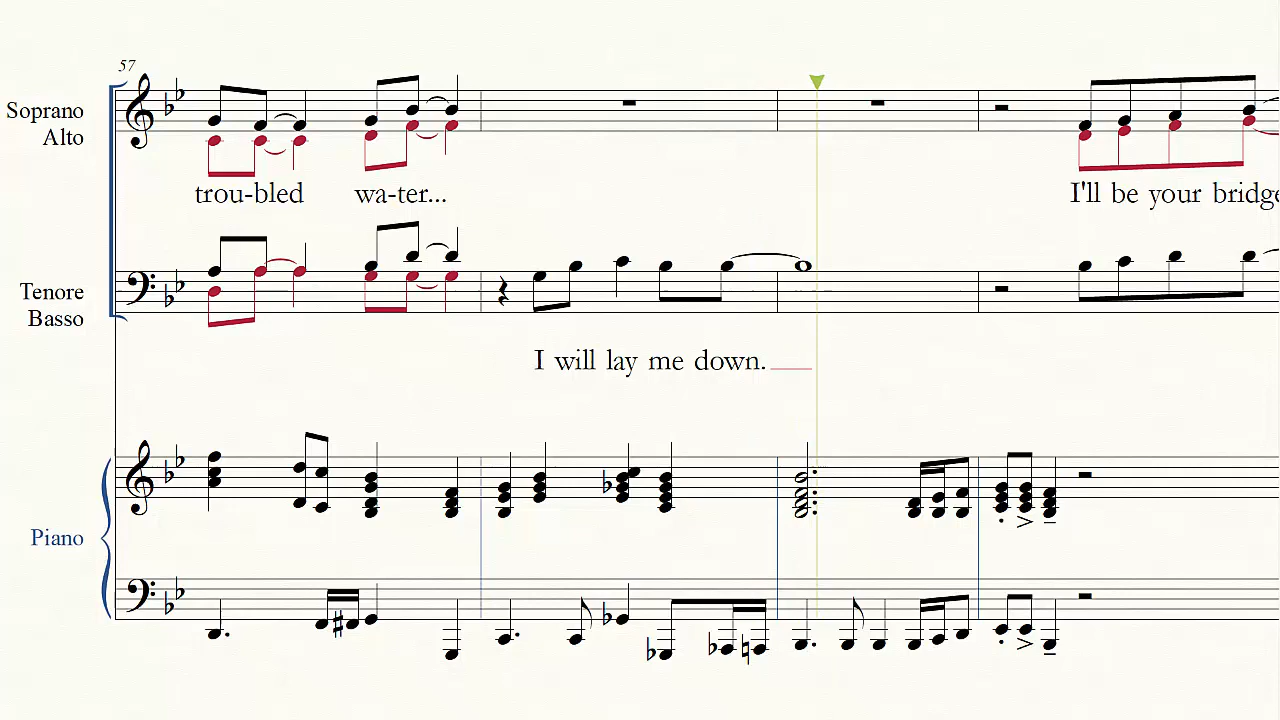 57
Soprano
Alto
trou-bled wa-ter...
I'll be your bridge
Tenore
Basso
I will lay me down.
Piano